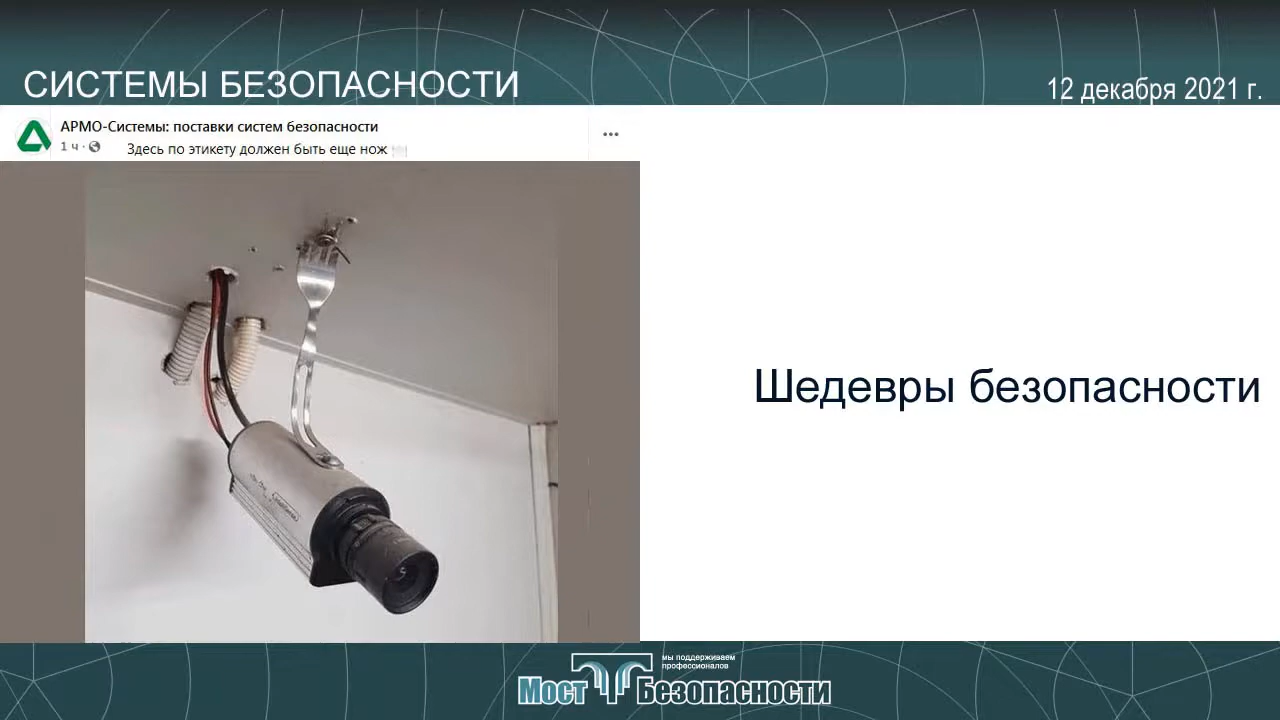 СИСТЕМЫ БЕЗОПАСНОСТИ
12 декабря 2021 г.
АРМО-Системы: поставки систем безопасности
1 ч ·
Здесь по этикету должен быть еще нож 🍽️
Шедевры безопасности
мы поддерживаем
профессионалов
Мост Безопасности